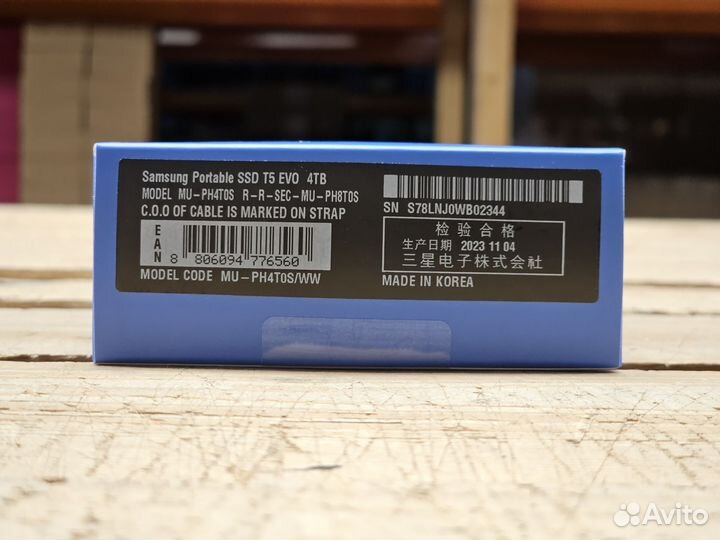 Samsung Portable SSD T5 EVO 4TB
MODEL MU-PH4T0S R-R-SEC-MU-PH8T0S
C.O.O OF CABLE IS MARKED ON STRAP
EAN
8 806094 776560
MODEL CODE MU-PH4T0S/WW
SN S78LNJ0WB02344
检验合格
生产日期 2023 11 04
三星电子株式会社
MADE IN KOREA
Avito